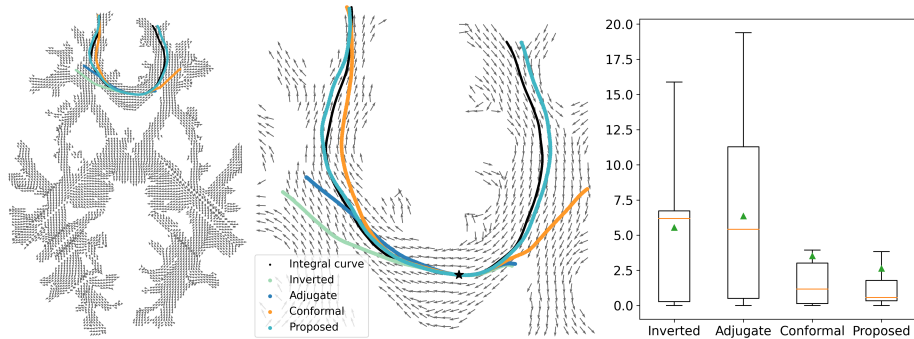 Integral curve
Inverted
Adjugate
Conformal
Proposed
20.0
17.5
15.0
12.5
10.0
7.5
5.0
2.5
0.0
Inverted Adjugate Conformal Proposed